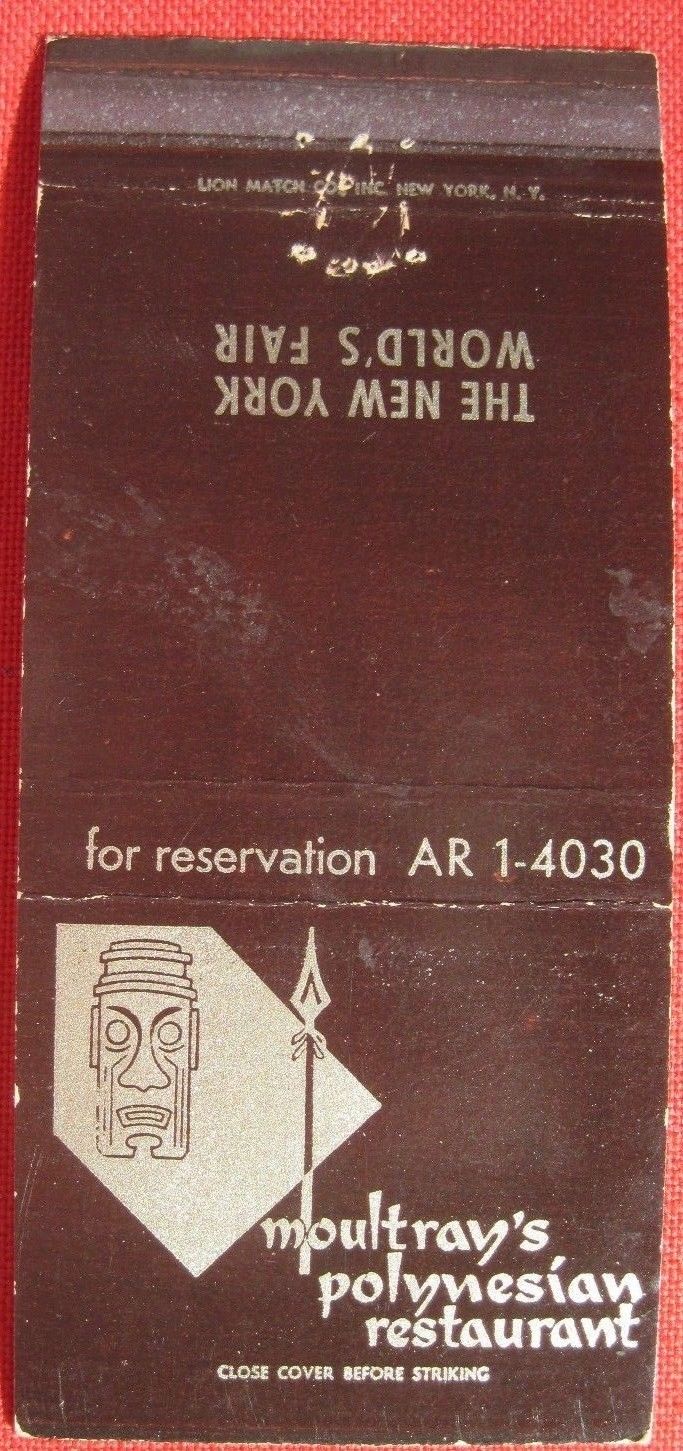 LION MATCH CO., INC. NEW YORK, N. Y.
THE NEW YORK
WORLD'S FAIR
for reservation AR 1-4030
moultray's
polynesian
restaurant
CLOSE COVER BEFORE STRIKING